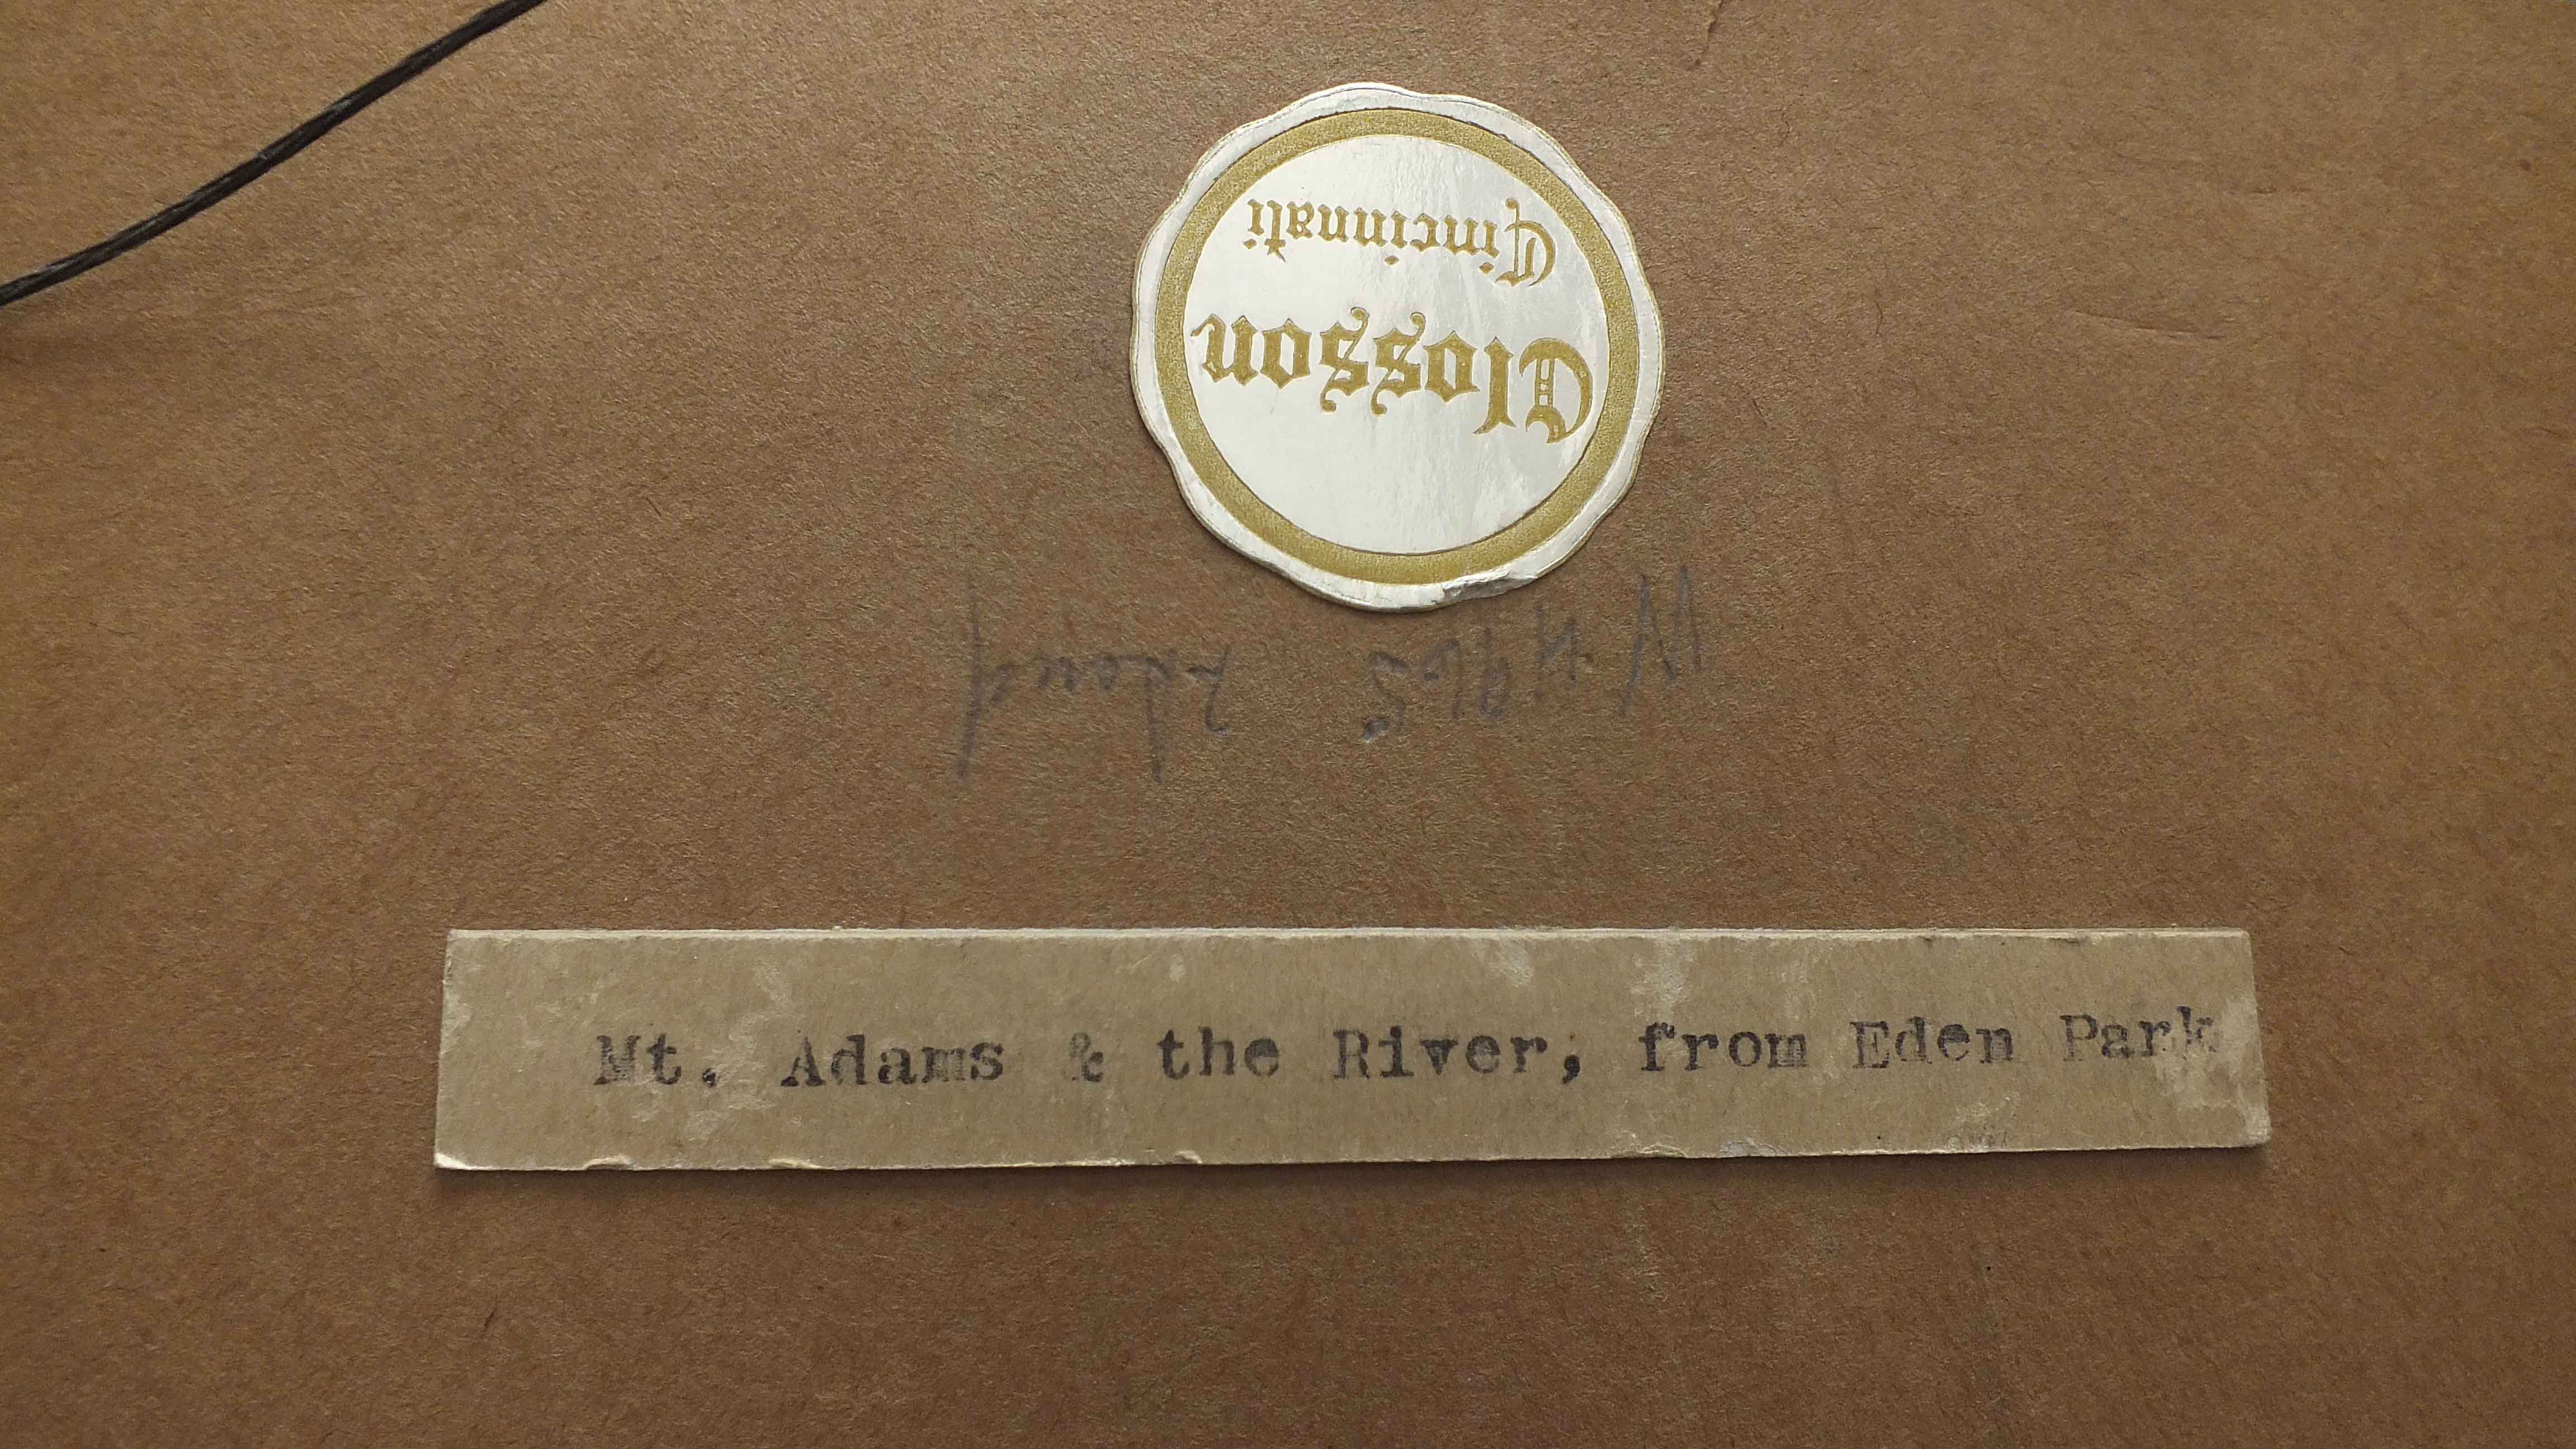 Closson
Cincinnati
Mt. Adams & the River, from Eden Park